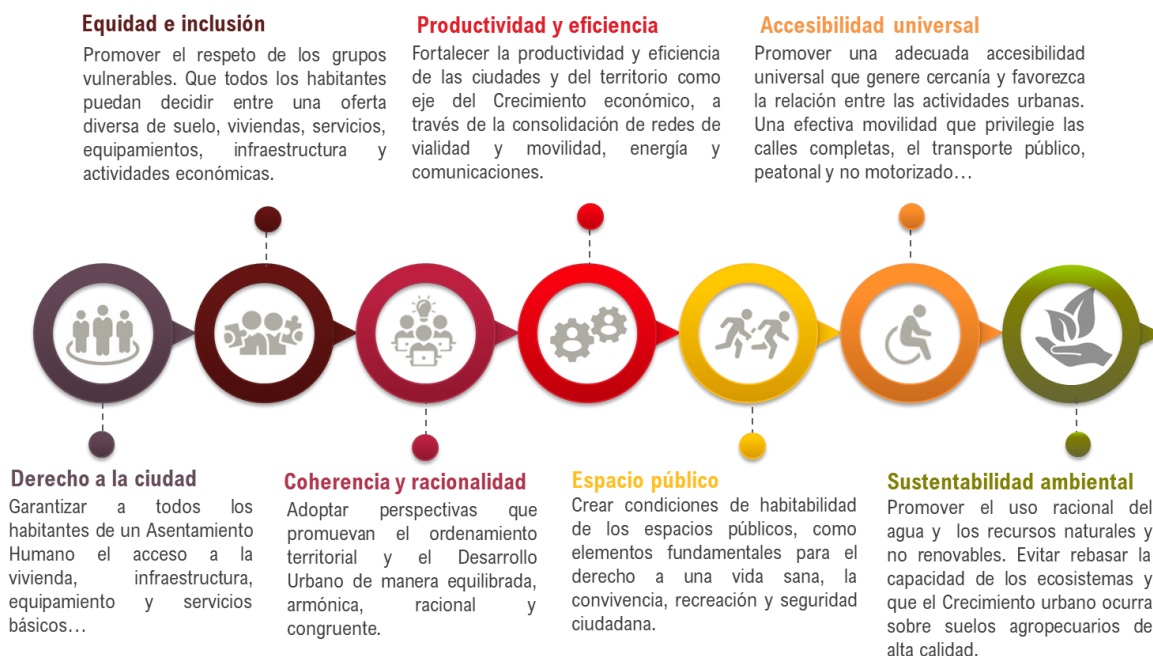 Equidad e inclusión
Promover el respeto de los grupos
vulnerables. Que todos los habitantes
puedan decidir entre una oferta
diversa de suelo, viviendas, servicios,
equipamientos, infraestructura y
actividades económicas.
Productividad y eficiencia
Fortalecer la productividad y eficiencia
de las ciudades y del territorio como
eje del Crecimiento económico, a
través de la consolidación de redes de
vialidad y movilidad, energía y
comunicaciones.
Accesibilidad universal
Promover una adecuada accesibilidad
universal que genere cercanía y favorezca
la relación entre las actividades urbanas.
Una efectiva movilidad que privilegie las
calles completas, el transporte público,
peatonal y no motorizado…
Derecho a la ciudad
Garantizar a todos los
habitantes de un Asentamiento
Humano el acceso a la
vivienda, infraestructura,
equipamiento y servicios
básicos…
Coherencia y racionalidad
Adoptar perspectivas que
promuevan el ordenamiento
territorial y el Desarrollo
Urbano de manera equilibrada,
armónica, racional y
congruente.
Espacio público
Crear condiciones de habitabilidad
de los espacios públicos, como
elementos fundamentales para el
derecho a una vida sana, la
convivencia, recreación y seguridad
ciudadana.
Sustentabilidad ambiental
Promover el uso racional del
agua y los recursos naturales y
no renovables. Evitar rebasar la
capacidad de los ecosistemas y
que el Crecimiento urbano ocurra
sobre suelos agropecuarios de
alta calidad.